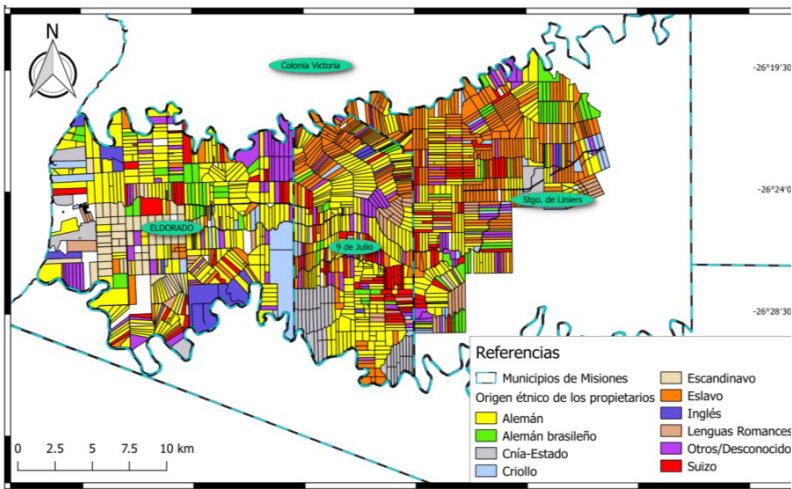 N
Colonia Victoria
-26°19'30
-26°24'0
Stgo. de Liniers
ELDORADO
9 de Julio
-26°28'30
Referencias
Municipios de Misiones
Origen étnico de los propietarios
Alemán
Alemán brasileño
Cnía-Estado
Criollo
Escandinavo
Eslavo
Inglés
Lenguas Romances
Otros/Desconocido
Suizo
0 2.5 5 7.5 10 km